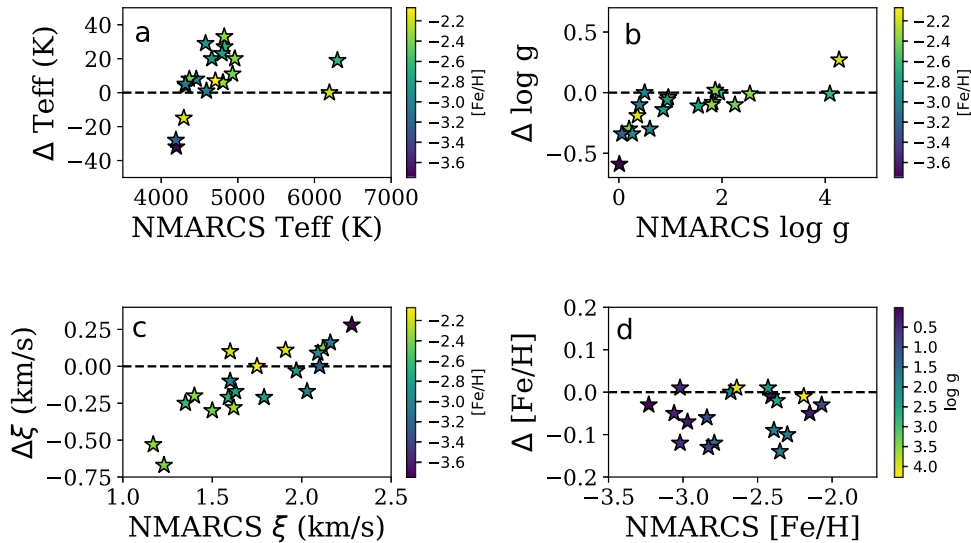 a
40
20
0
−20
−40
Δ Teff (K)
4000 5000 6000 7000
NMARCS Teff (K)
−2.2
−2.4
−2.6
−2.8
−3.0
−3.2
−3.4
−3.6
[Fe/H]
b
0.5
0.0
−0.5
Δ log g
0 2 4
NMARCS log g
−2.2
−2.4
−2.6
−2.8
−3.0
−3.2
−3.4
−3.6
[Fe/H]
c
0.25
0.00
−0.25
−0.50
−0.75
Δξ (km/s)
1.0 1.5 2.0 2.5
NMARCS ξ (km/s)
−2.2
−2.4
−2.6
−2.8
−3.0
−3.2
−3.4
−3.6
[Fe/H]
d
0.2
0.1
0.0
−0.1
−0.2
Δ [Fe/H]
−3.5 −3.0 −2.5 −2.0
NMARCS [Fe/H]
0.5
1.0
1.5
2.0
2.5
3.0
3.5
4.0
log g